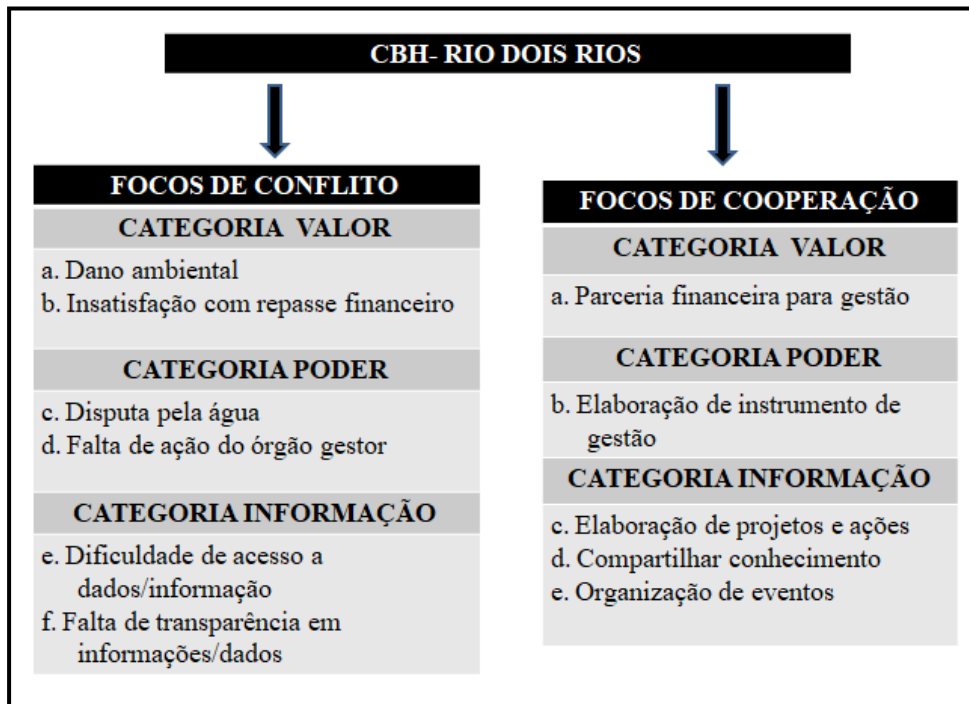 CBH- RIO DOIS RIOS
FOCOS DE CONFLITO
CATEGORIA VALOR
a. Dano ambiental
b. Insatisfação com repasse financeiro
CATEGORIA PODER
c. Disputa pela água
d. Falta de ação do órgão gestor
CATEGORIA INFORMAÇÃO
e. Dificuldade de acesso a
dados/informação
f. Falta de transparência em
informações/dados
FOCOS DE COOPERAÇÃO
CATEGORIA VALOR
a. Parceria financeira para gestão
CATEGORIA PODER
b. Elaboração de instrumento de
gestão
CATEGORIA INFORMAÇÃO
c. Elaboração de projetos e ações
d. Compartilhar conhecimento
e. Organização de eventos